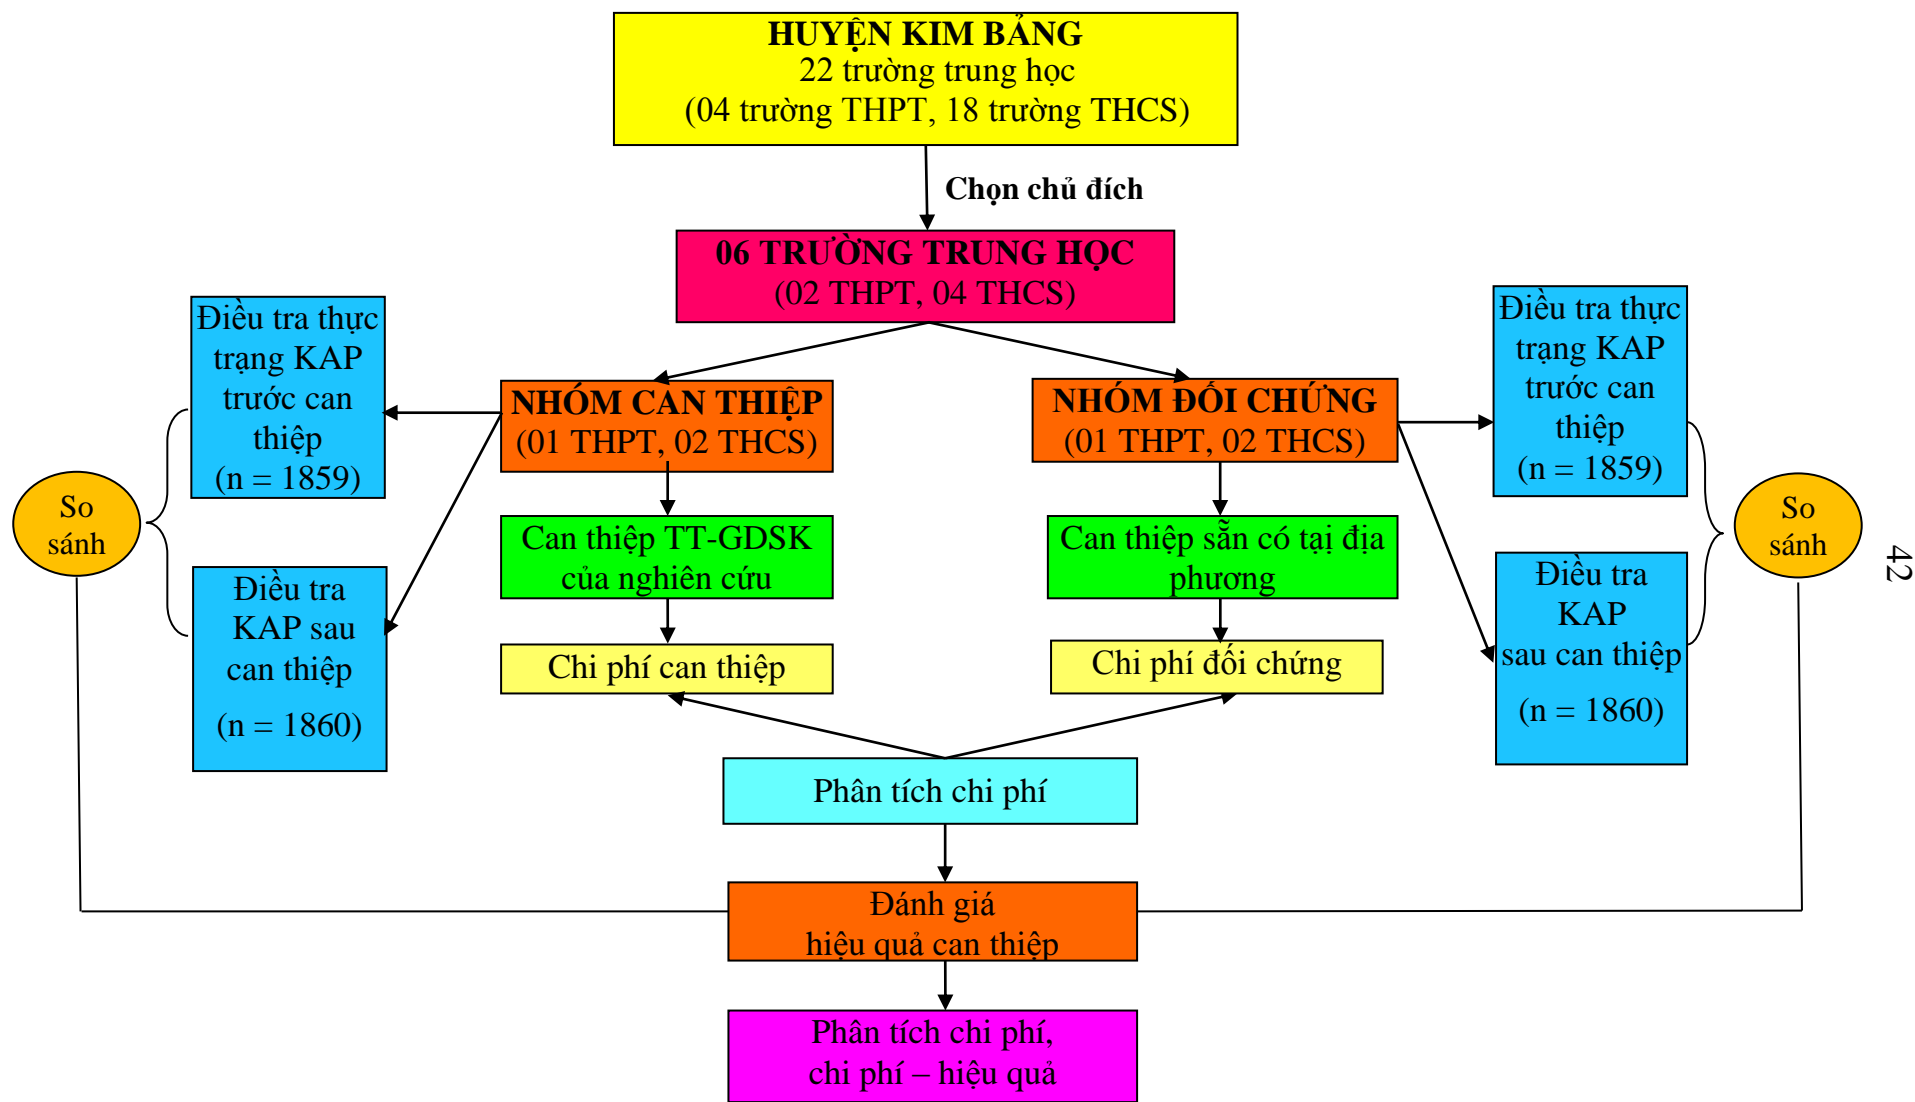 HUYỆN KIM BẢNG
22 trường trung học
(04 trường THPT, 18 trường THCS)
Chọn chủ đích
06 TRƯỜNG TRUNG HỌC
(02 THPT, 04 THCS)
Điều tra thực
trạng KAP
trước can
thiệp
(n = 1859)
NHÓM CAN THIỆP
(01 THPT, 02 THCS)
NHÓM ĐỐI CHỨNG
(01 THPT, 02 THCS)
Điều tra thực
trạng KAP
trước can
thiệp
(n = 1859)
So
sánh
Can thiệp TT-GDSK
của nghiên cứu
Can thiệp sẵn có tại địa
phương
So
sánh
42
Điều tra
KAP sau
can thiệp
(n = 1860)
Chi phí can thiệp
Chi phí đối chứng
Điều tra
KAP
sau can thiệp
(n = 1860)
Phân tích chi phí
Đánh giá
hiệu quả can thiệp
Phân tích chi phí,
chi phí – hiệu quả